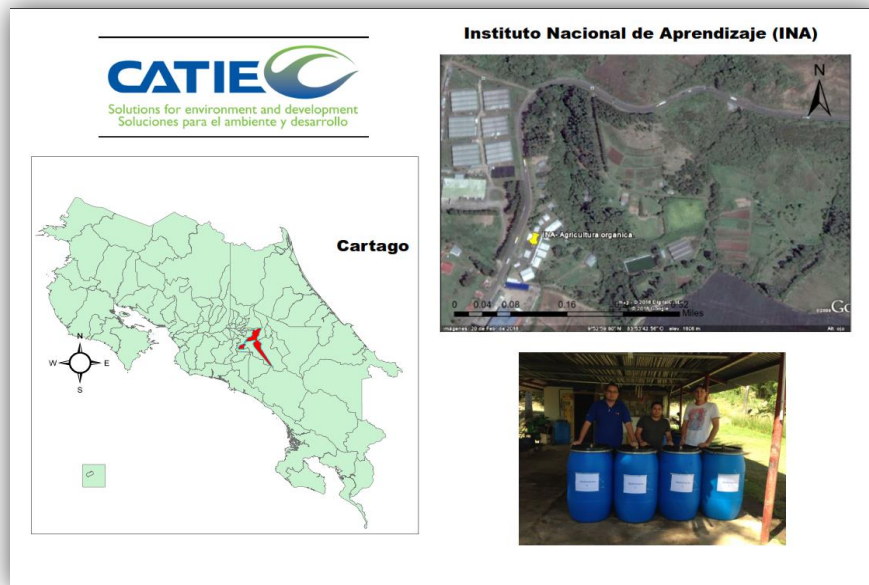 CATIE
Solutions for environment and development
Soluciones para el ambiente y desarrollo
Instituto Nacional de Aprendizaje (INA)
N
INA- Agricultura organica
0 0.04 0.08 0.16
Miles
Cartago
N
W E
S